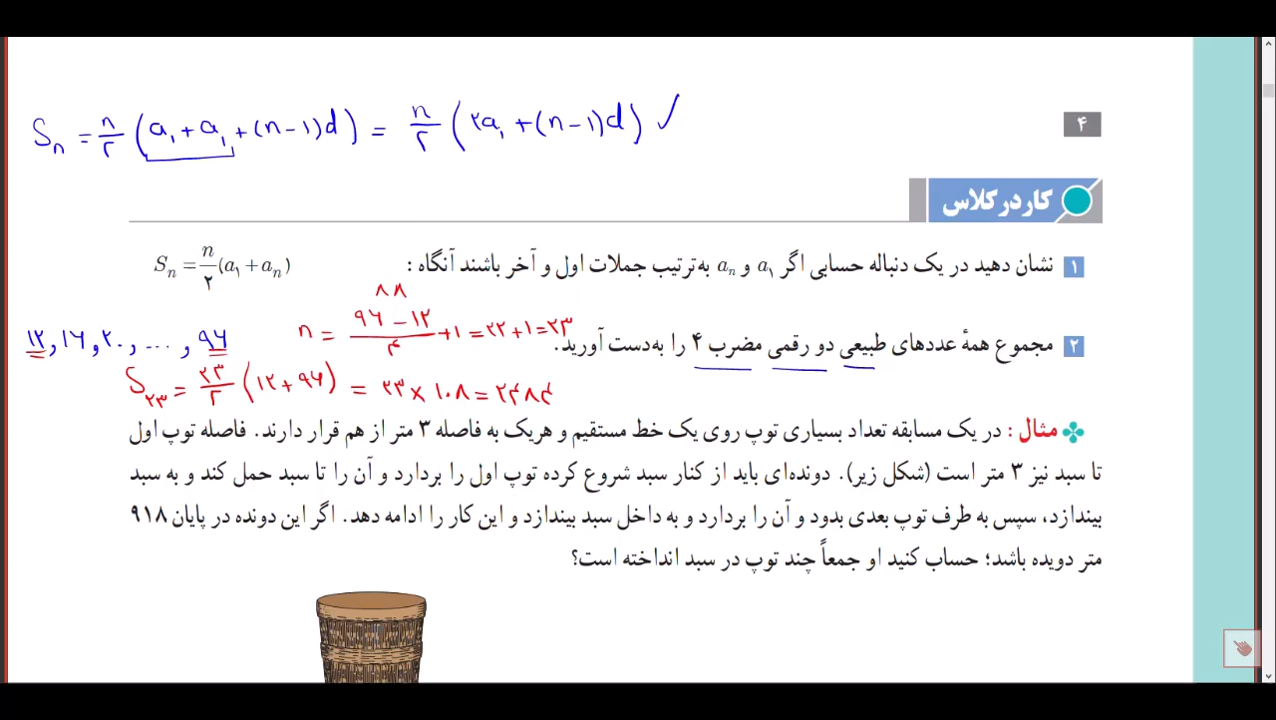 Sₙ = n/۲ (a₁ + a₁ + (n-۱)d) = n/۲ (۲a₁ + (n-۱)d) ✓
۴
کار در کلاس
۱ نشان دهید در یک دنباله حسابی اگر a₁ و aₙ به‌ترتیب جملات اول و آخر باشند آنگاه : Sₙ = n/۲ (a₁ + aₙ)
۸۸
n = (۹۶ - ۱۲)/۴ + ۱ = ۲۲ + ۱ = ۲۳
۲ مجموع همهٔ عددهای طبیعی دو رقمی مضرب ۴ را به‌دست آورید.
۱۲, ۱۶, ۲۰, ..., ۹۶
S₂₃ = ۲۳/۲ (۱۲ + ۹۶) = ۲۳ × ۱۰۸ = ۲۴۸۴
مثال : در یک مسابقه تعداد بسیاری توپ روی یک خط مستقیم و هریک به فاصله ۳ متر از هم قرار دارند. فاصله توپ اول
تا سبد نیز ۳ متر است (شکل زیر). دونده‌ای باید از کنار سبد شروع کرده توپ اول را بردارد و آن را تا سبد حمل کند و به سبد
بیندازد، سپس به طرف توپ بعدی بدود و آن را بردارد و به داخل سبد بیندازد و این کار را ادامه دهد. اگر این دونده در پایان ۹۱۸
متر دویده باشد؛ حساب کنید او جمعاً چند توپ در سبد انداخته است؟